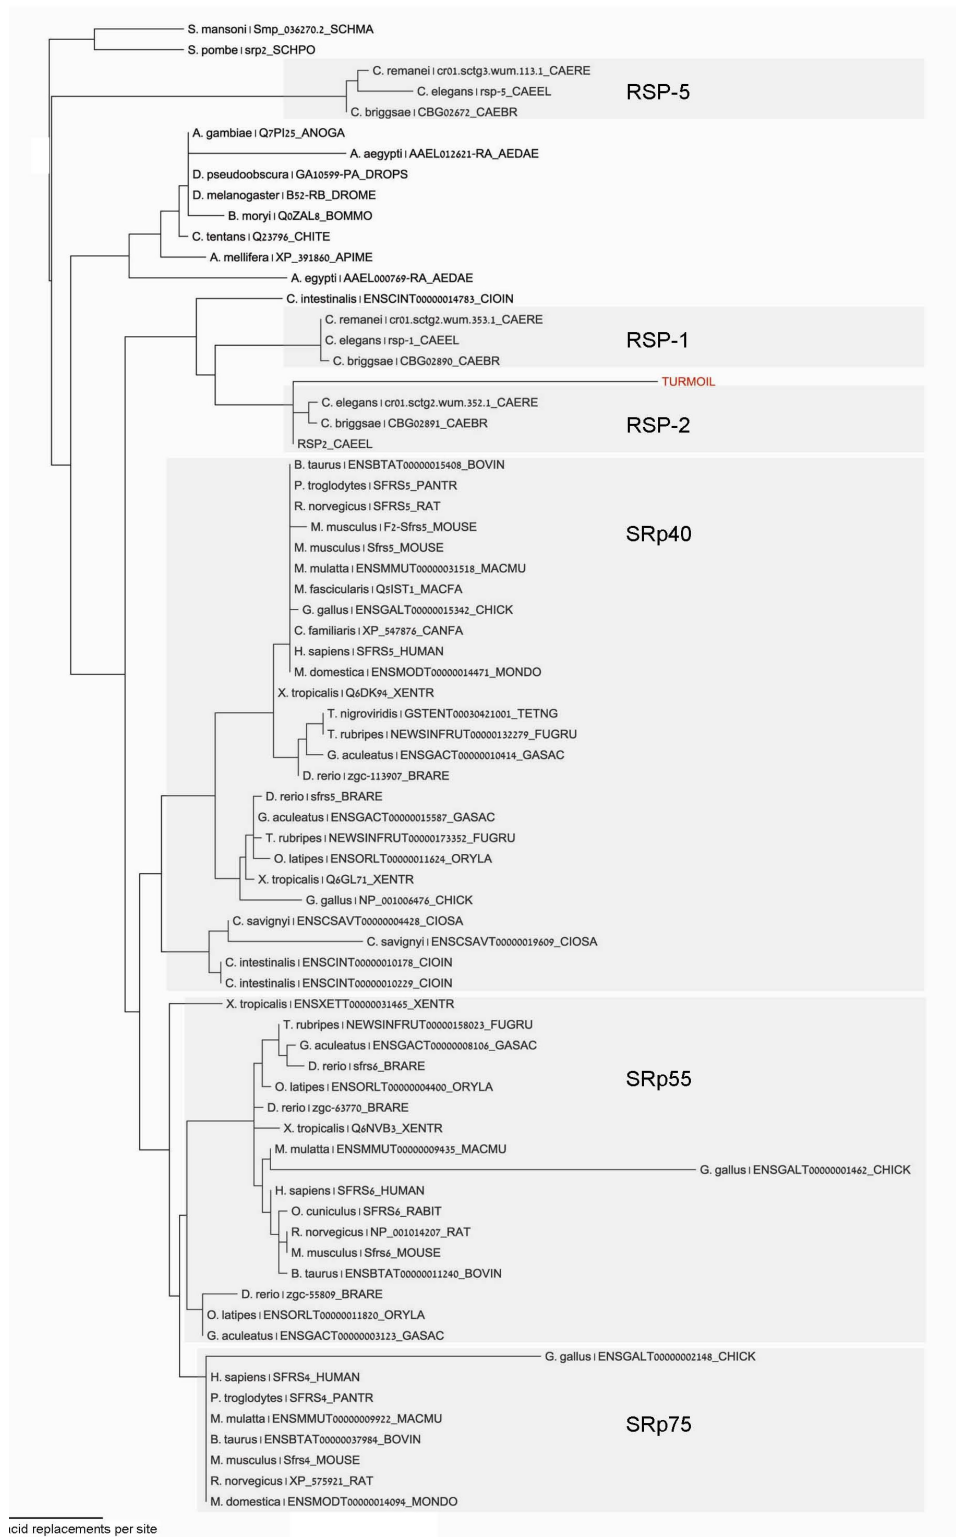 S. mansoni | Smp_036270.2_SCHMA
S. pombe | srp2_SCHPO
C. remanei | cr01.sctg3.wum.113.1_CAERE
C. elegans | rsp-5_CAEEL
RSP-5
C. briggsae | CBG02672_CAEBR
A. gambiae | Q7PI25_ANOGA
A. aegypti | AAEL012621-RA_AEDAE
D. pseudoobscura | GA10599-PA_DROPS
D. melanogaster | B52-RB_DROME
B. moryi | Q0ZAL8_BOMMO
C. tentans | Q23796_CHITE
A. mellifera | XP_391860_APIME
A. egypti | AAEL000769-RA_AEDAE
C. intestinalis | ENSCINT00000014783_CIOIN
C. remanei | cr01.sctg2.wum.353.1_CAERE
C. elegans | rsp-1_CAEEL
RSP-1
C. briggsae | CBG02890_CAEBR
TURMOIL
C. elegans | cr01.sctg2.wum.352.1_CAERE
C. briggsae | CBG02891_CAEBR
RSP-2
RSP2_CAEEL
B. taurus | ENSBTAT00000015408_BOVIN
P. troglodytes | SFRS5_PANTR
R. norvegicus | SFRS5_RAT
M. musculus | F2-Sfrs5_MOUSE
SRp40
M. musculus | Sfrs5_MOUSE
M. mulatta | ENSMMUT00000031518_MACMU
M. fascicularis | Q5IST1_MACFA
G. gallus | ENSGALT00000015342_CHICK
C. familiaris | XP_547876_CANFA
H. sapiens | SFRS5_HUMAN
M. domestica | ENSMODT00000014471_MONDO
X. tropicalis | Q6DK94_XENTR
T. nigroviridis | GSTENT00030421001_TETNG
T. rubripes | NEWSINFRUT00000132279_FUGRU
G. aculeatus | ENSGACT00000010414_GASAC
D. rerio | zgc-113907_BRARE
D. rerio | sfrs5_BRARE
G. aculeatus | ENSGACT00000015587_GASAC
T. rubripes | NEWSINFRUT00000173352_FUGRU
O. latipes | ENSORLT00000011624_ORYLA
X. tropicalis | Q6GL71_XENTR
G. gallus | NP_001006476_CHICK
C. savignyi | ENSCSAVT00000004428_CIOSA
C. savignyi | ENSCSAVT00000019609_CIOSA
C. intestinalis | ENSCINT00000010178_CIOIN
C. intestinalis | ENSCINT00000010229_CIOIN
X. tropicalis | ENSXETT00000031465_XENTR
T. rubripes | NEWSINFRUT00000158023_FUGRU
G. aculeatus | ENSGACT00000008106_GASAC
D. rerio | sfrs6_BRARE
SRp55
O. latipes | ENSORLT00000004400_ORYLA
D. rerio | zgc-63770_BRARE
X. tropicalis | Q6NVB3_XENTR
M. mulatta | ENSMMUT00000009435_MACMU
G. gallus | ENSGALT00000001462_CHICK
H. sapiens | SFRS6_HUMAN
O. cuniculus | SFRS6_RABIT
R. norvegicus | NP_001014207_RAT
M. musculus | Sfrs6_MOUSE
B. taurus | ENSBTAT00000011240_BOVIN
D. rerio | zgc-55809_BRARE
O. latipes | ENSORLT00000011820_ORYLA
G. aculeatus | ENSGACT00000003123_GASAC
G. gallus | ENSGALT00000002148_CHICK
H. sapiens | SFRS4_HUMAN
P. troglodytes | SFRS4_PANTR
M. mulatta | ENSMMUT00000009922_MACMU
SRp75
B. taurus | ENSBTAT00000037984_BOVIN
M. musculus | Sfrs4_MOUSE
R. norvegicus | XP_575921_RAT
M. domestica | ENSMODT00000014094_MONDO
cid replacements per site